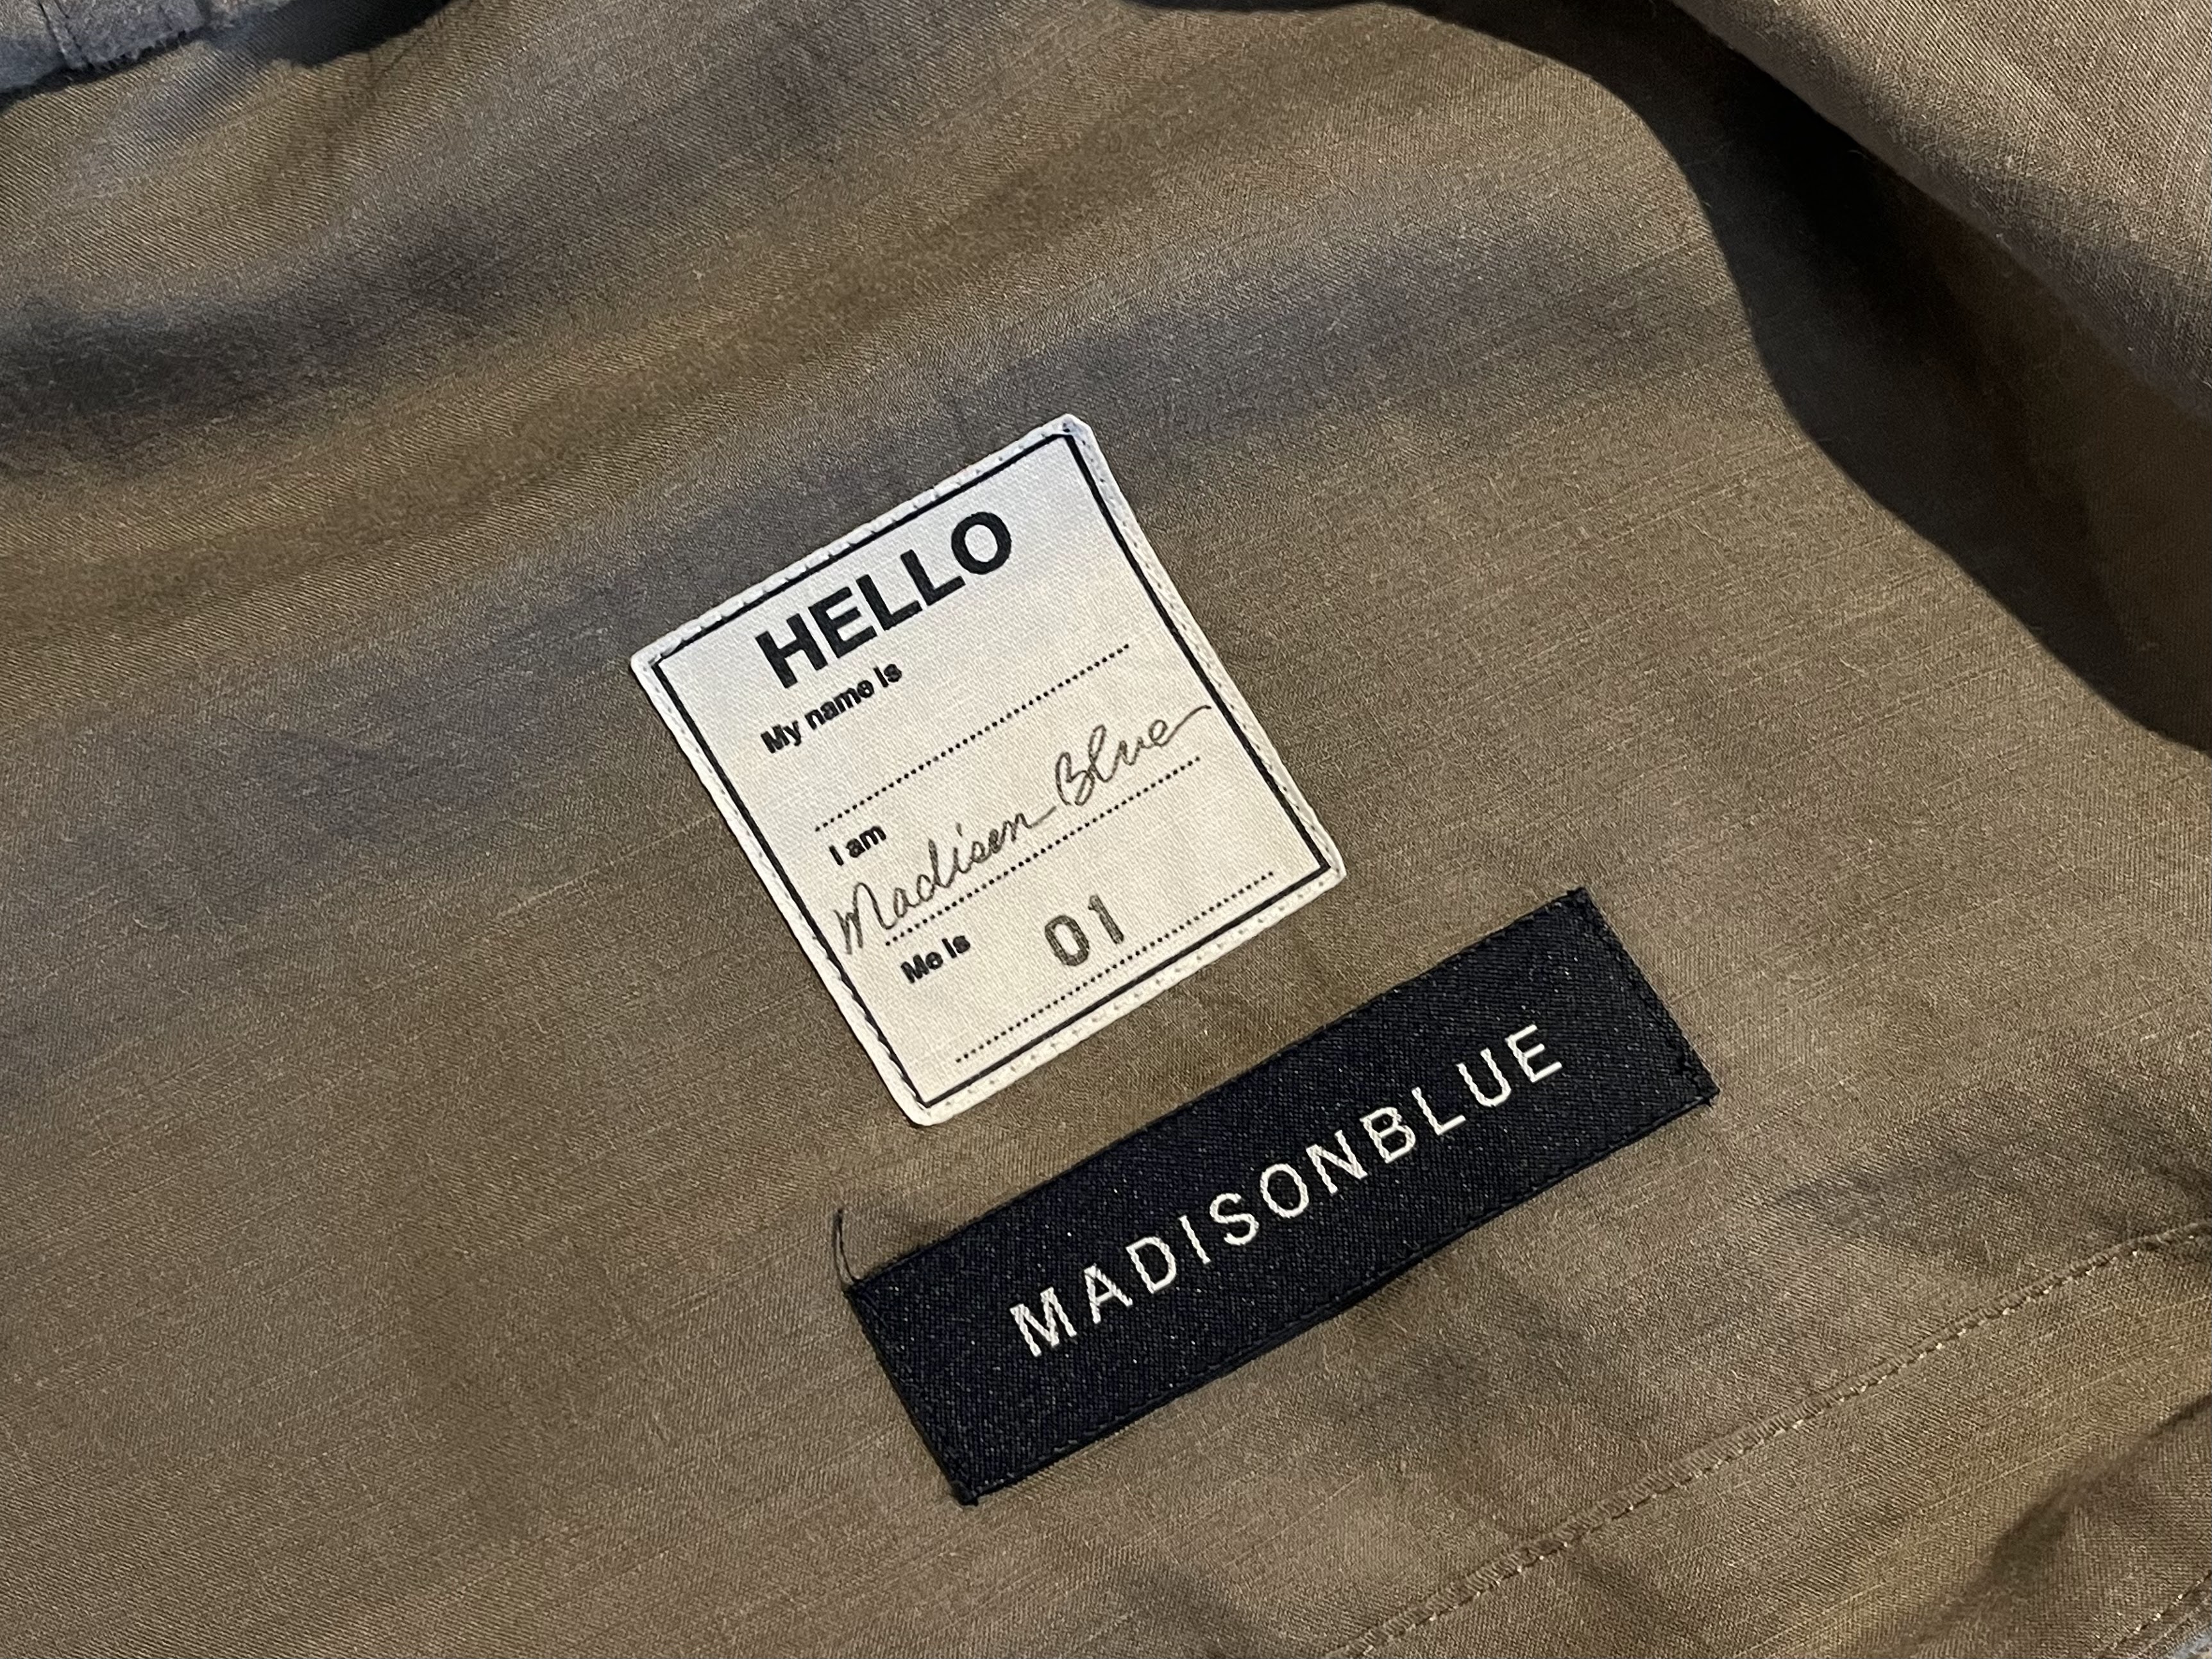 HELLO
My name is
I am
Madison Blue
Me is 01
MADISONBLUE